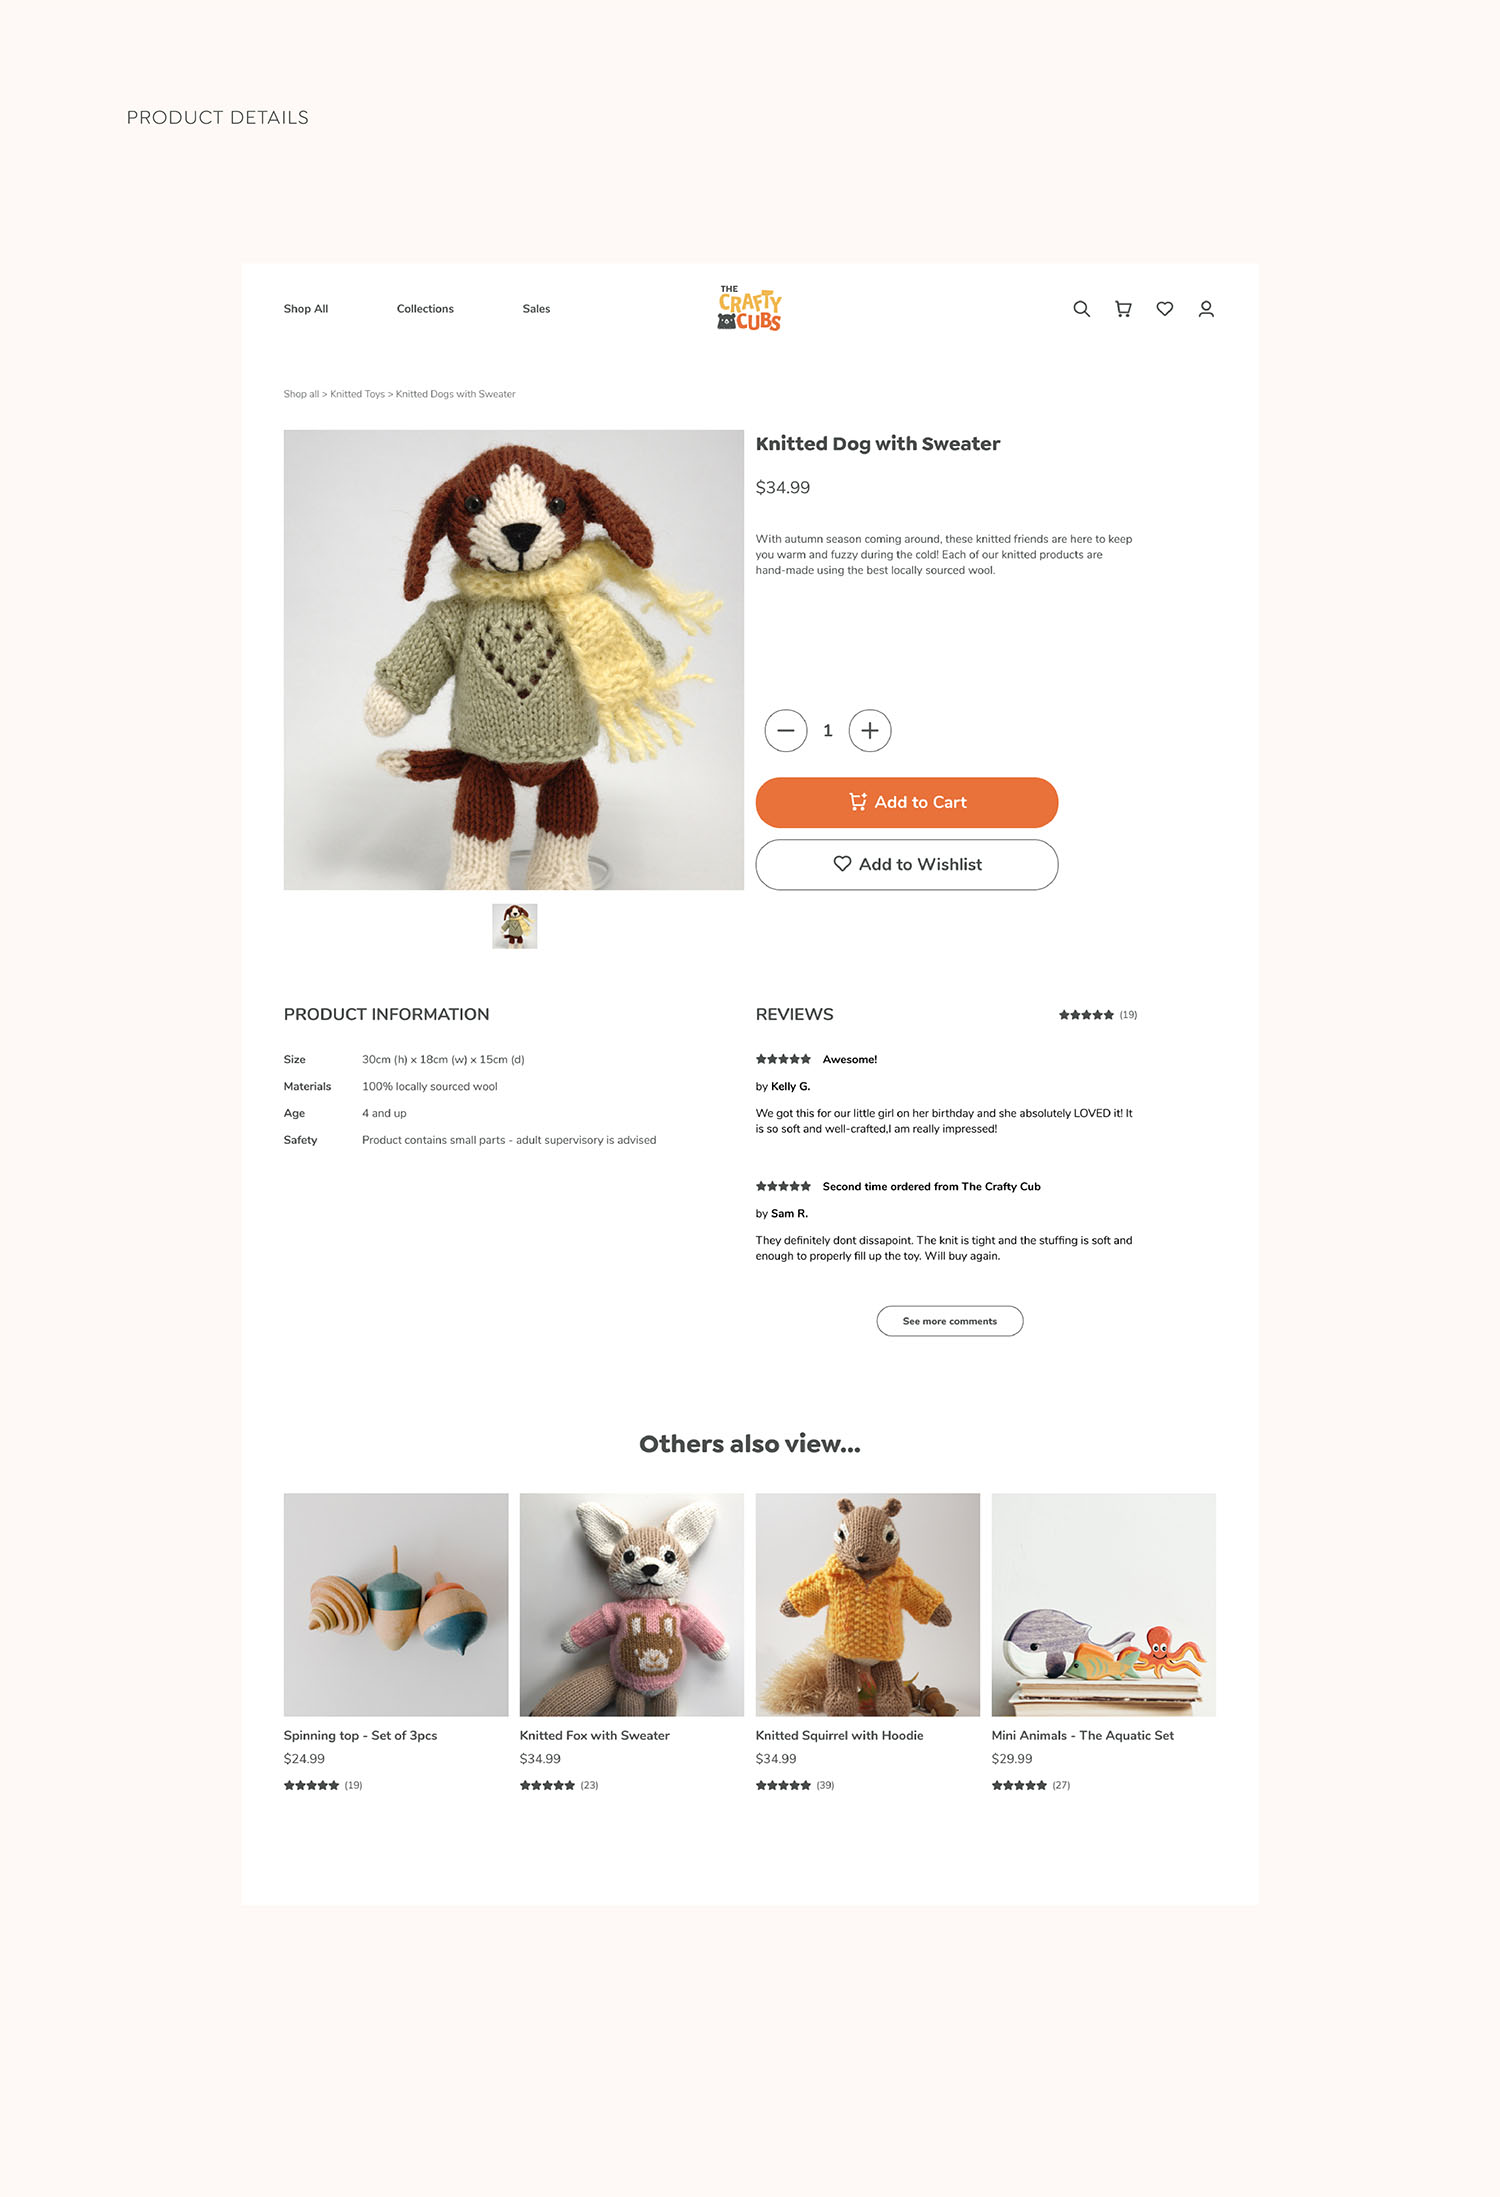 PRODUCT DETAILS
Shop All
Collections
Sales
THE
CRAFTY
CUBS
Shop all > Knitted Toys > Knitted Dogs with Sweater
Knitted Dog with Sweater
$34.99
With autumn season coming around, these knitted friends are here to keep
you warm and fuzzy during the cold! Each of our knitted products are
hand-made using the best locally sourced wool.
1
Add to Cart
Add to Wishlist
PRODUCT INFORMATION
Size 30cm (h) x 18cm (w) x 15cm (d)
Materials 100% locally sourced wool
Age 4 and up
Safety Product contains small parts - adult supervisory is advised
REVIEWS (19)
Awesome!
by Kelly G.
We got this for our little girl on her birthday and she absolutely LOVED it! It
is so soft and well-crafted,I am really impressed!
Second time ordered from The Crafty Cub
by Sam R.
They definitely dont dissapoint. The knit is tight and the stuffing is soft and
enough to properly fill up the toy. Will buy again.
See more comments
Others also view...
Spinning top - Set of 3pcs
$24.99
(19)
Knitted Fox with Sweater
$34.99
(23)
Knitted Squirrel with Hoodie
$34.99
(39)
Mini Animals - The Aquatic Set
$29.99
(27)